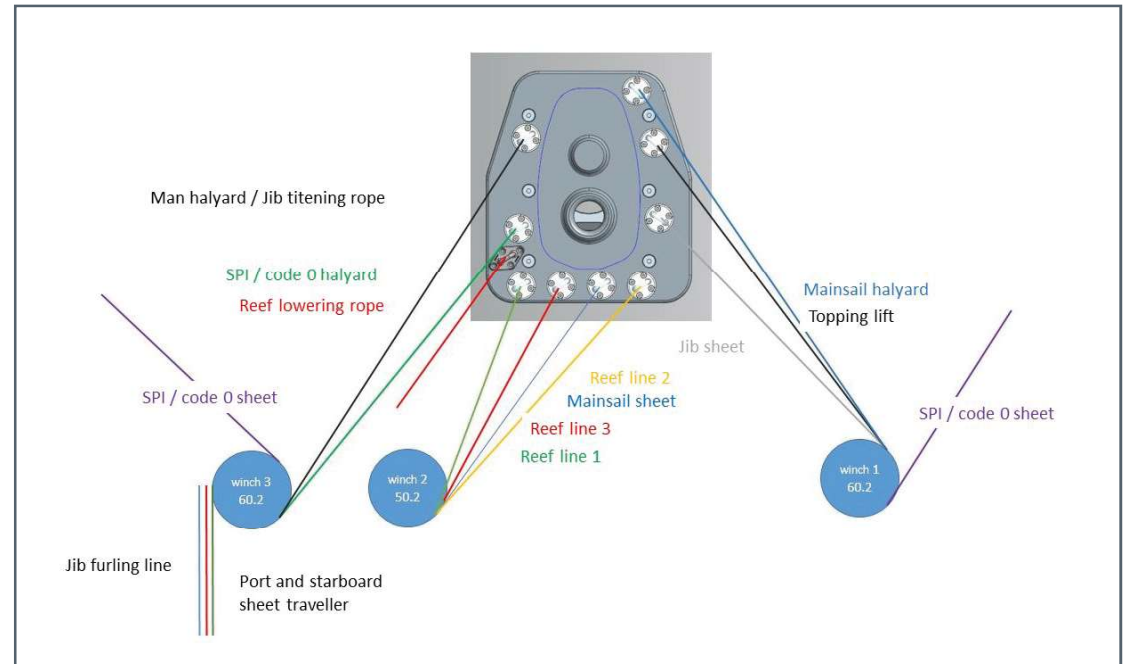 Man halyard / Jib titening rope
SPI / code 0 halyard
Reef lowering rope
Mainsail halyard
Topping lift
Jib sheet
Reef line 2
SPI / code 0 sheet
Mainsail sheet
SPI / code 0 sheet
Reef line 3
Reef line 1
winch 3
60.2
winch 2
50.2
winch 1
60.2
Jib furling line
Port and starboard
sheet traveller